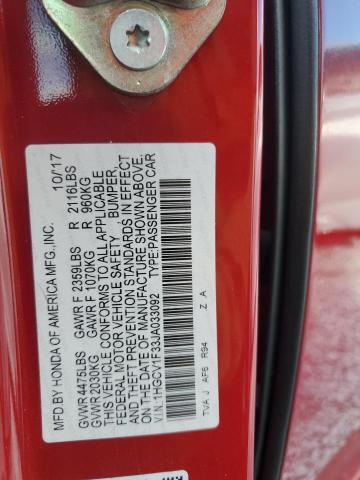 MFD.BY HONDA OF AMERICA MFG.,INC. 10/'17
GVWR 4475LBS GAWR F 2359LBS R 2116LBS
GVWR 2030KG GAWR F 1070KG R 960KG
THIS VEHICLE CONFORMS TO ALL APPLICABLE
FEDERAL MOTOR VEHICLE SAFETY , BUMPER,
AND THEFT PREVENTION STANDARDS IN EFFECT
ON THE DATE OF MANUFACTURE SHOWN ABOVE.
V.I.N:1HGCV1F33JA033092 TYPE:PASSENGER CAR
TVA J AF6 R94 Z A